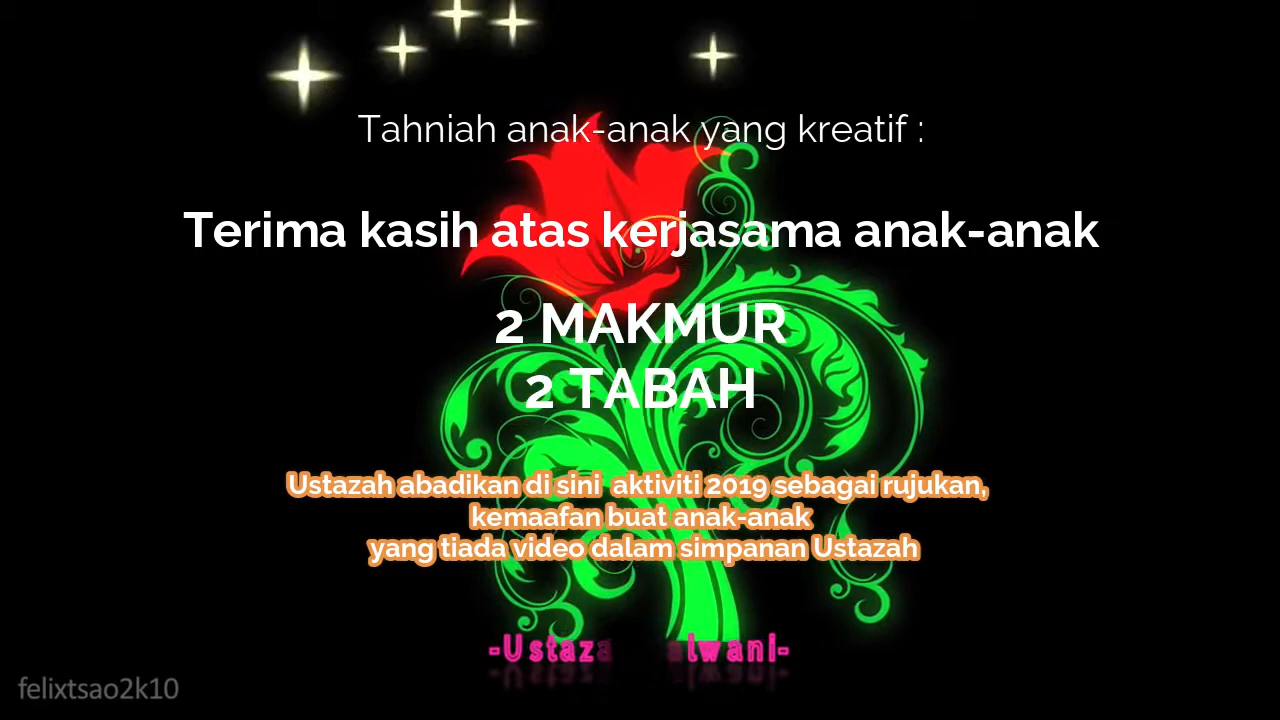 Tahniah anak-anak yang kreatif :
Terima kasih atas kerjasama anak-anak
2 MAKMUR
2 TABAH
Ustazah abadikan di sini aktiviti 2019 sebagai rujukan,
kemaafan buat anak-anak
yang tiada video dalam simpanan Ustazah
felixtsao2k10